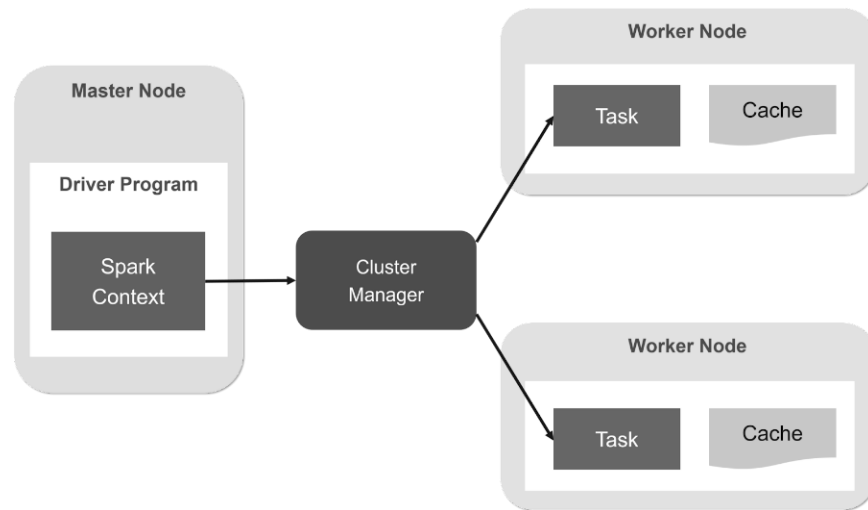 Master Node
Driver Program
Spark
Context
Cluster
Manager
Worker Node
Task
Cache
Worker Node
Task
Cache